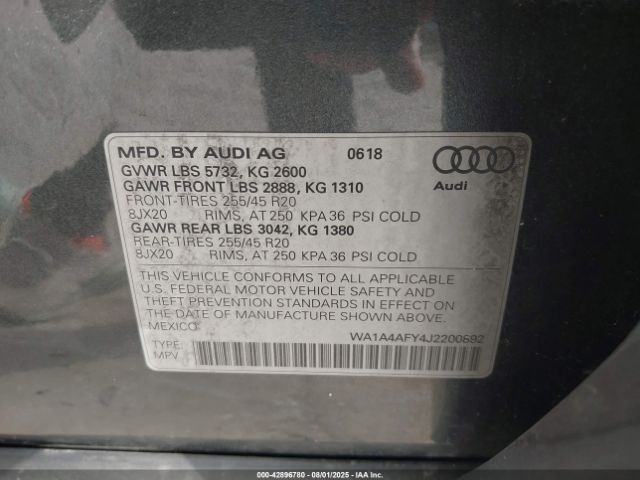 MFD. BY AUDI AG 0618
GVWR LBS 5732, KG 2600
GAWR FRONT LBS 2888, KG 1310
FRONT-TIRES 255/45 R20
8JX20 RIMS, AT 250 KPA 36 PSI COLD
GAWR REAR LBS 3042, KG 1380
REAR-TIRES 255/45 R20
8JX20 RIMS, AT 250 KPA 36 PSI COLD
Audi
THIS VEHICLE CONFORMS TO ALL APPLICABLE
U.S. FEDERAL MOTOR VEHICLE SAFETY AND
THEFT PREVENTION STANDARDS IN EFFECT ON
THE DATE OF MANUFACTURE SHOWN ABOVE.
MEXICO
WA1A4AFY4J2200692
TYPE:
MPV
000-42896780 - 08/01/2025 - IAA Inc.